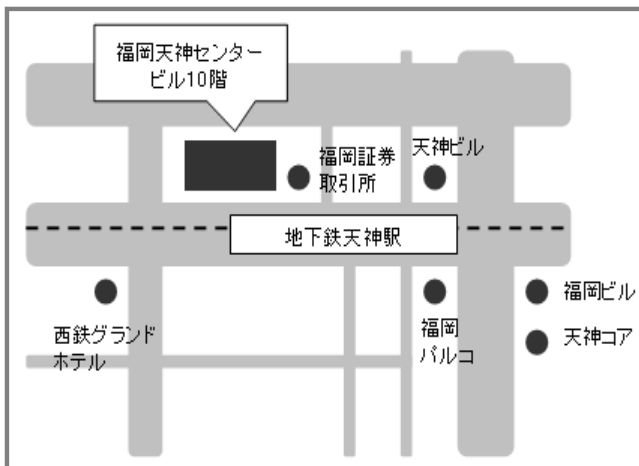 福岡天神センター
ビル10階
福岡証券
取引所
天神ビル
地下鉄天神駅
西鉄グランド
ホテル
福岡
パルコ
福岡ビル
天神コア